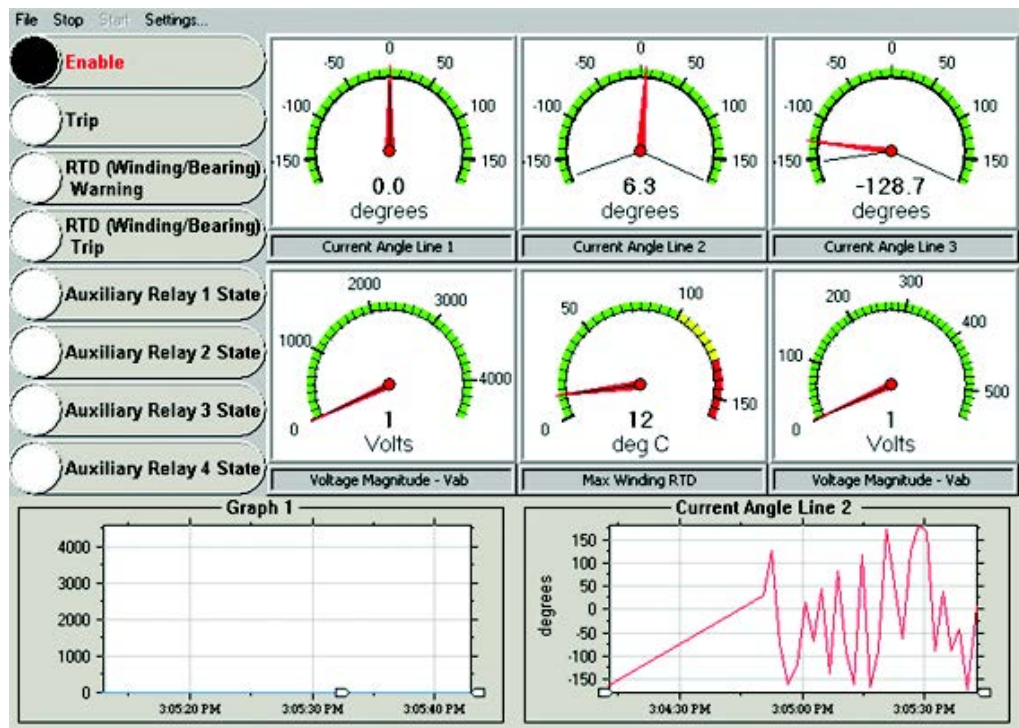 File Stop Start Settings...
Enable
Trip
RTD (Winding/Bearing)
Warning
RTD (Winding/Bearing)
Trip
Auxiliary Relay 1 State
Auxiliary Relay 2 State
Auxiliary Relay 3 State
Auxiliary Relay 4 State
-150 -100 -50 0 50 100 150
0.0
degrees
Current Angle Line 1
-150 -100 -50 0 50 100 150
6.3
degrees
Current Angle Line 2
-150 -100 -50 0 50 100 150
-128.7
degrees
Current Angle Line 3
0 1000 2000 3000 4000
1
Volts
Voltage Magnitude - Vab
0 50 100 150
12
deg C
Max Winding RTD
0 100 200 300 400 500
1
Volts
Voltage Magnitude - Vab
Graph 1
4000
3000
2000
1000
0
3:05:20 PM 3:05:30 PM 3:05:40 PM
Current Angle Line 2
degrees
150
100
50
0
-50
-100
-150
3:04:30 PM 3:05:00 PM 3:05:30 PM